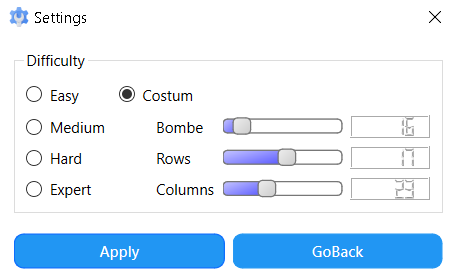 Settings
Difficulty
Easy Costum
Medium Bombe 16
Hard Rows 17
Expert Columns 29
Apply GoBack